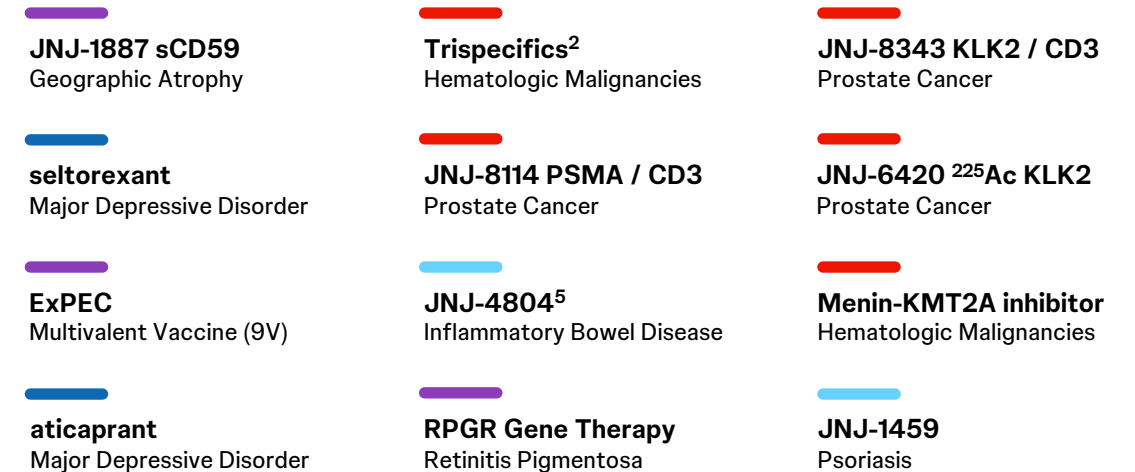 JNJ-1887 sCD59
Geographic Atrophy
Trispecifics²
Hematologic Malignancies
JNJ-8343 KLK2 / CD3
Prostate Cancer
seltorexant
Major Depressive Disorder
JNJ-8114 PSMA / CD3
Prostate Cancer
JNJ-6420 ²²⁵Ac KLK2
Prostate Cancer
ExPEC
Multivalent Vaccine (9V)
JNJ-4804⁵
Inflammatory Bowel Disease
Menin-KMT2A inhibitor
Hematologic Malignancies
aticaprant
Major Depressive Disorder
RPGR Gene Therapy
Retinitis Pigmentosa
JNJ-1459
Psoriasis